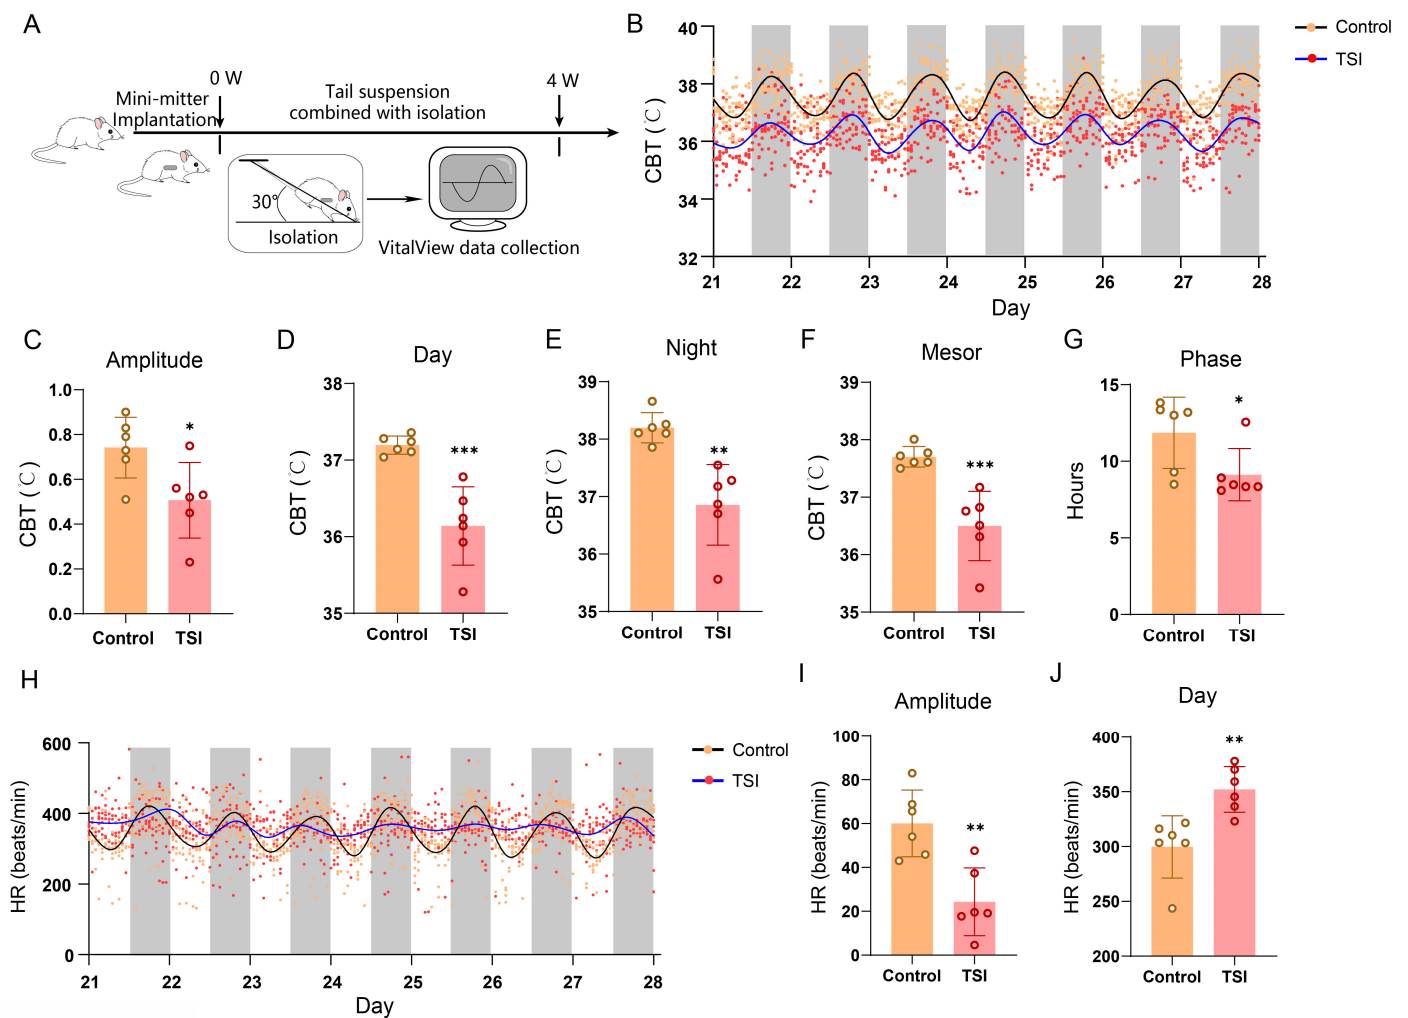 A
0 W
4 W
Mini-mitter
Implantation
Tail suspension
combined with isolation
30°
Isolation
VitalView data collection
B
40
38
36
34
32
CBT (℃)
21 22 23 24 25 26 27 28
Day
Control
TSI
C
Amplitude
1.0
0.8
0.6
0.4
0.2
0.0
CBT (℃)
*
Control TSI
D
Day
38
37
36
35
CBT (℃)
***
Control TSI
E
Night
39
38
37
36
35
CBT (℃)
**
Control TSI
F
Mesor
39
38
37
36
35
CBT (℃)
***
Control TSI
G
Phase
15
10
5
0
Hours
*
Control TSI
H
600
400
200
0
HR (beats/min)
21 22 23 24 25 26 27 28
Day
Control
TSI
I
Amplitude
100
80
60
40
20
0
HR (beats/min)
**
Control TSI
J
Day
400
350
300
250
200
HR (beats/min)
**
Control TSI